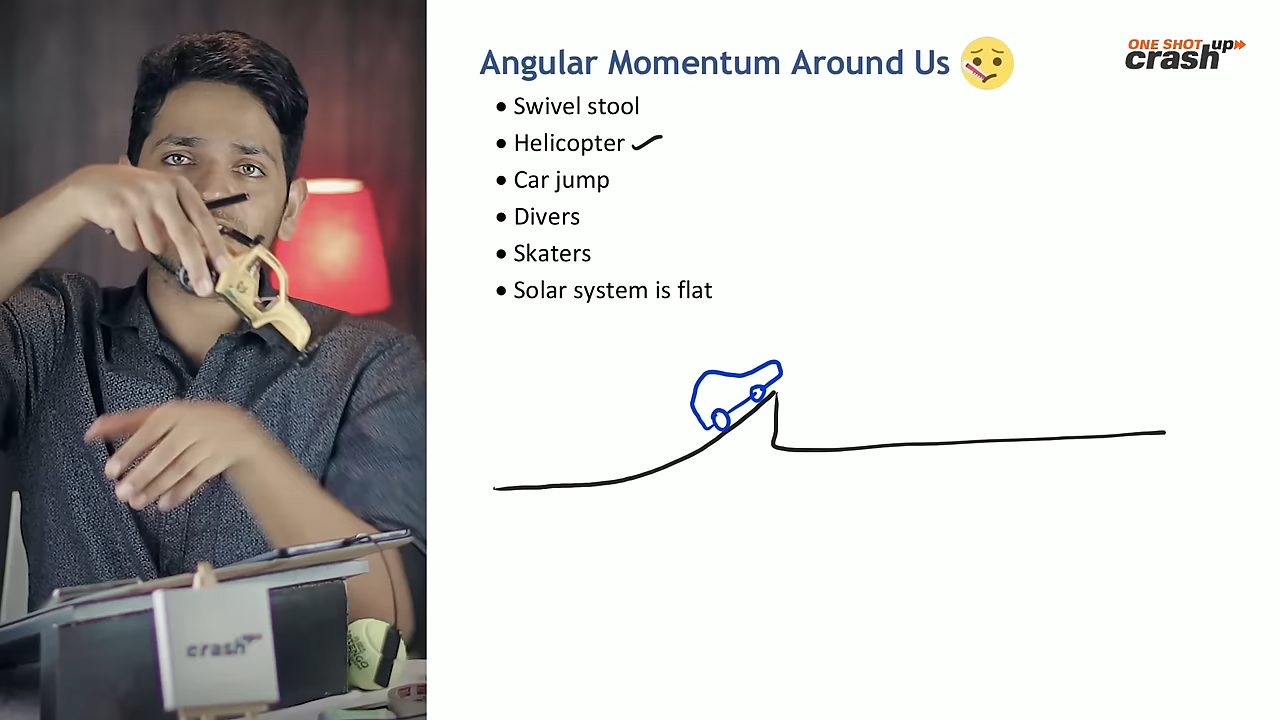 Angular Momentum Around Us
• Swivel stool
• Helicopter
• Car jump
• Divers
• Skaters
• Solar system is flat
ONE SHOT
crash up
crash